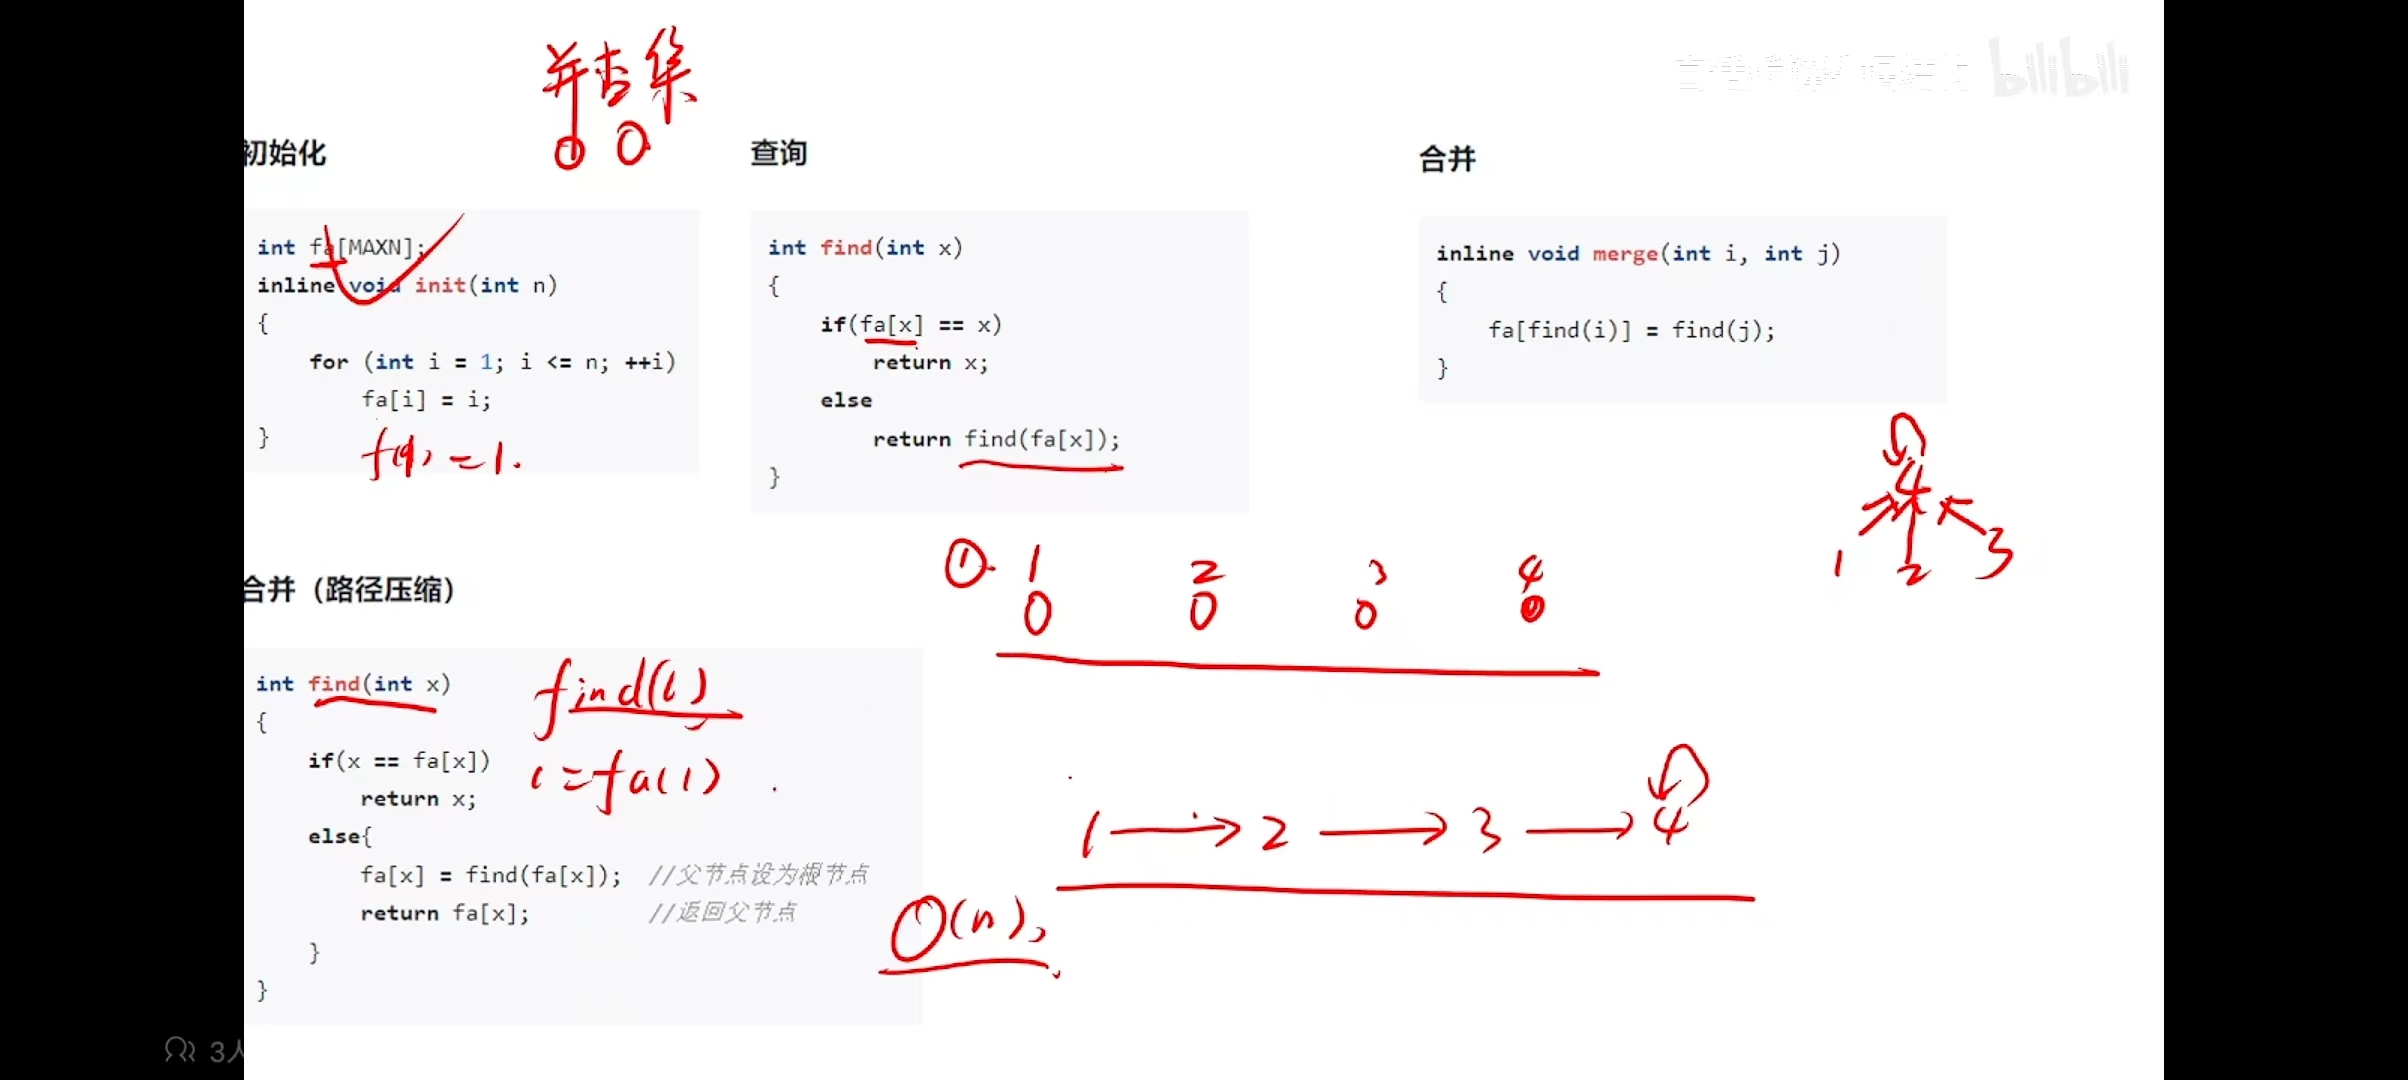 并查集
0 0
bilibili
初始化
int fa[MAXN];
inline void init(int n)
{
for (int i = 1; i <= n; ++i)
fa[i] = i;
}
=1.
查询
int find(int x)
{
if(fa[x] == x)
return x;
else
return find(fa[x]);
}
合并
inline void merge(int i, int j)
{
fa[find(i)] = find(j);
}
4
1 2 3
① 1 2 3 4
0 0 0 0
合并（路径压缩）
int find(int x)
{
if(x == fa[x])
return x;
else{
fa[x] = find(fa[x]); //父节点设为根节点
return fa[x]; //返回父节点
}
}
find(1)
1=fa(1)
1 → 2 → 3 → 4
O(n),
3人